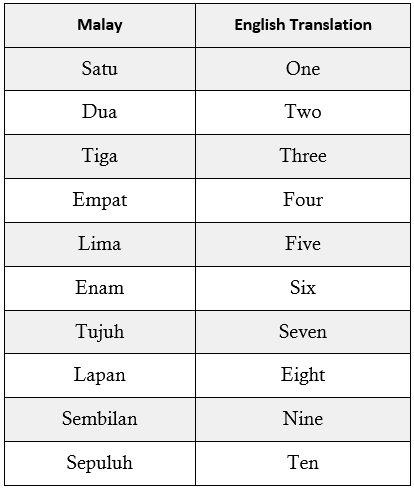 Malay English Translation
Satu One
Dua Two
Tiga Three
Empat Four
Lima Five
Enam Six
Tujuh Seven
Lapan Eight
Sembilan Nine
Sepuluh Ten